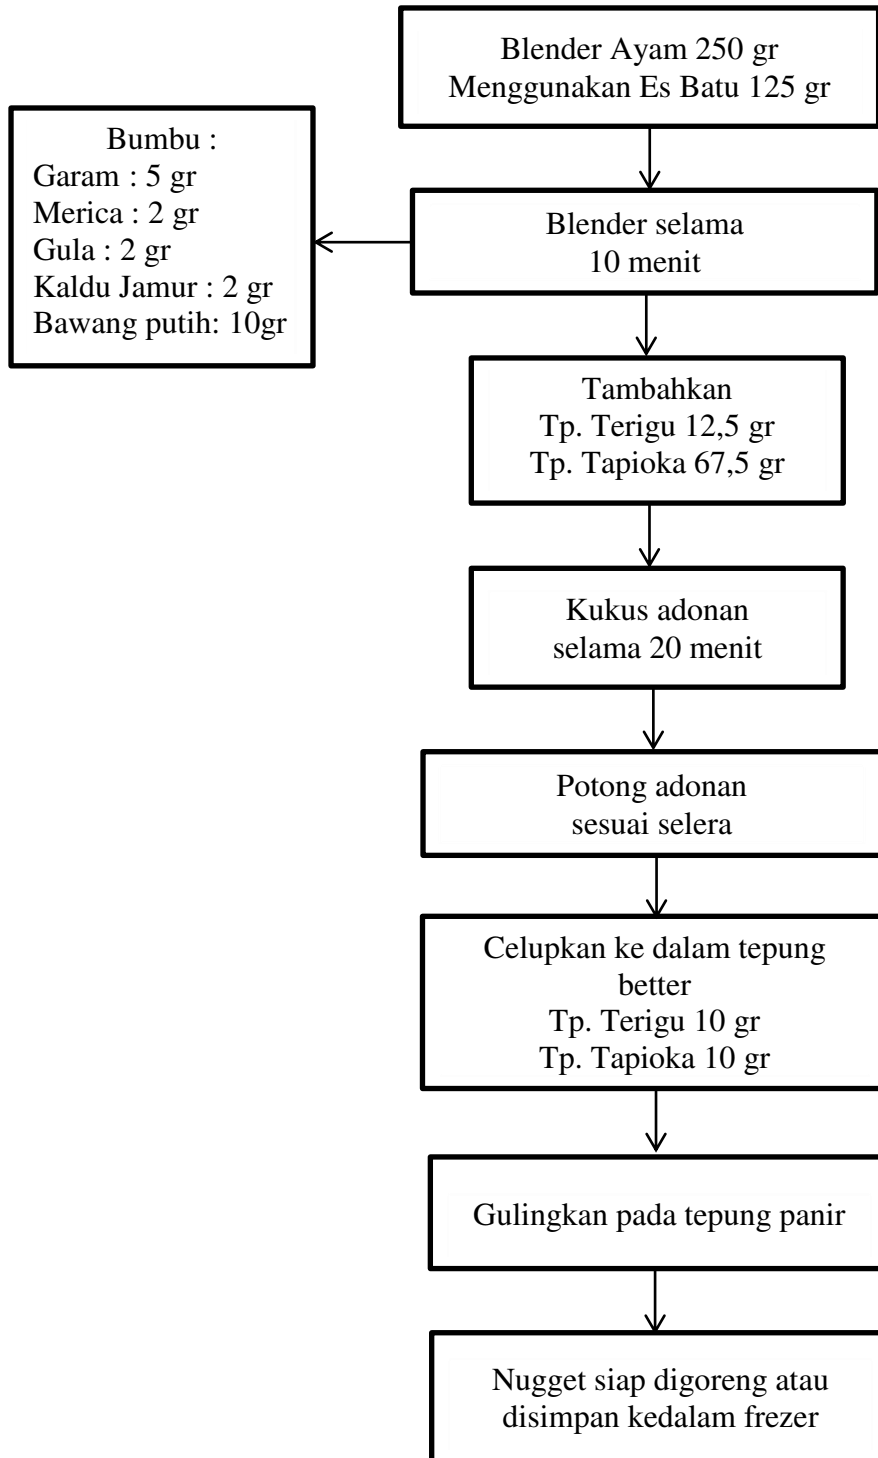 Blender Ayam 250 gr
Menggunakan Es Batu 125 gr
Bumbu :
Garam : 5 gr
Merica : 2 gr
Gula : 2 gr
Kaldu Jamur : 2 gr
Bawang putih: 10gr
Blender selama
10 menit
Tambahkan
Tp. Terigu 12,5 gr
Tp. Tapioka 67,5 gr
Kukus adonan
selama 20 menit
Potong adonan
sesuai selera
Celupkan ke dalam tepung
better
Tp. Terigu 10 gr
Tp. Tapioka 10 gr
Gulingkan pada tepung panir
Nugget siap digoreng atau
disimpan kedalam frezer